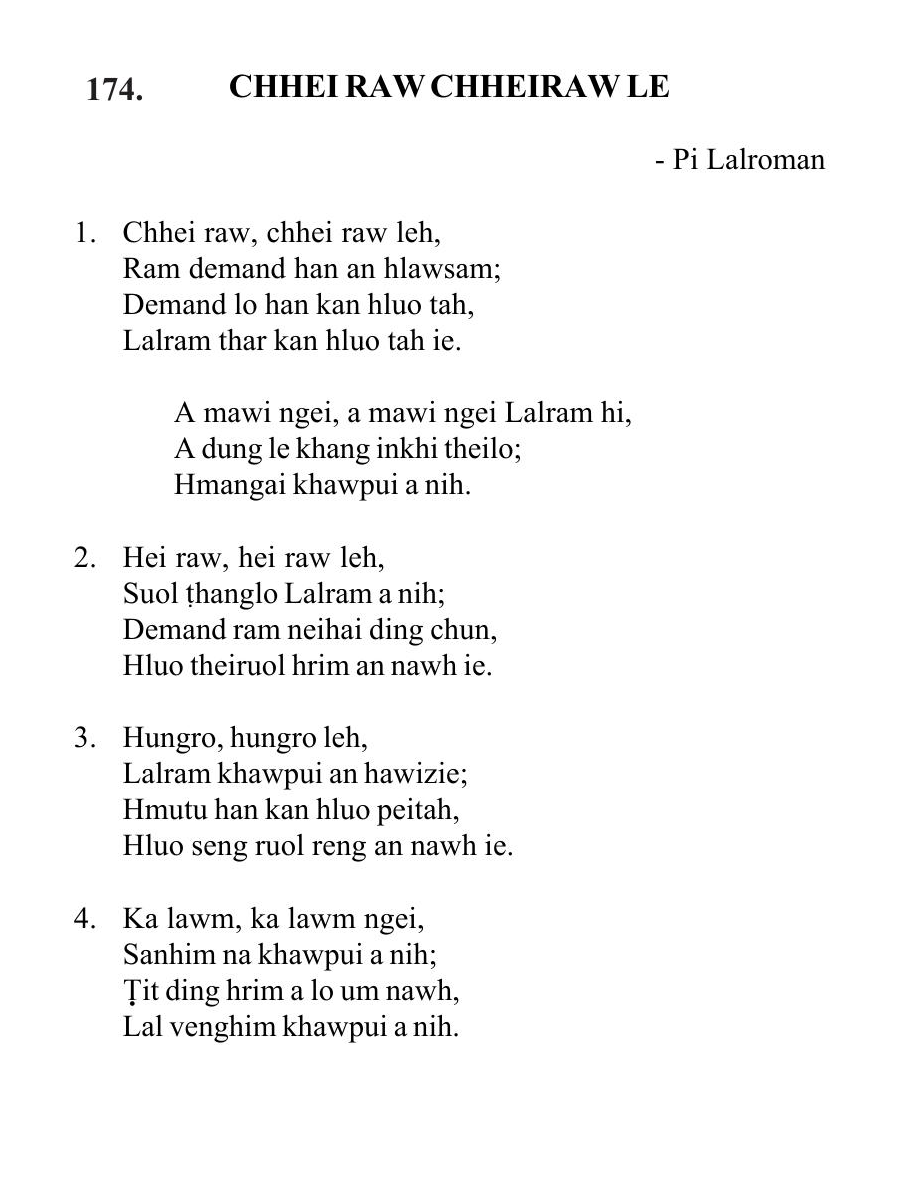 174. CHHEI RAW CHHEIRAW LE
- Pi Lalroman
1. Chhei raw, chhei raw leh,
Ram demand han an hlawsam;
Demand lo han kan hluo tah,
Lalram thar kan hluo tah ie.
A mawi ngei, a mawi ngei Lalram hi,
A dung le khang inkhi theilo;
Hmangai khawpui a nih.
2. Hei raw, hei raw leh,
Suol ṭhanglo Lalram a nih;
Demand ram neihai ding chun,
Hluo theiruol hrim an nawh ie.
3. Hungro, hungro leh,
Lalram khawpui an hawizie;
Hmutu han kan hluo peitah,
Hluo seng ruol reng an nawh ie.
4. Ka lawm, ka lawm ngei,
Sanhim na khawpui a nih;
Ṭit ding hrim a lo um nawh,
Lal venghim khawpui a nih.